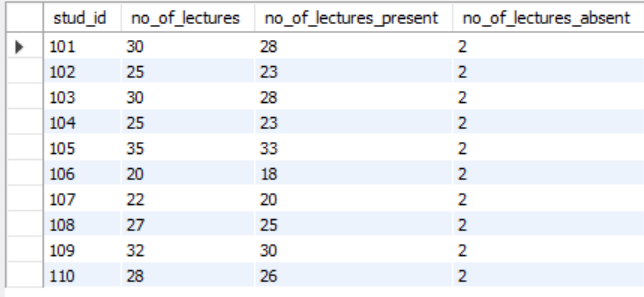 stud_id no_of_lectures no_of_lectures_present no_of_lectures_absent
101 30 28 2
102 25 23 2
103 30 28 2
104 25 23 2
105 35 33 2
106 20 18 2
107 22 20 2
108 27 25 2
109 32 30 2
110 28 26 2